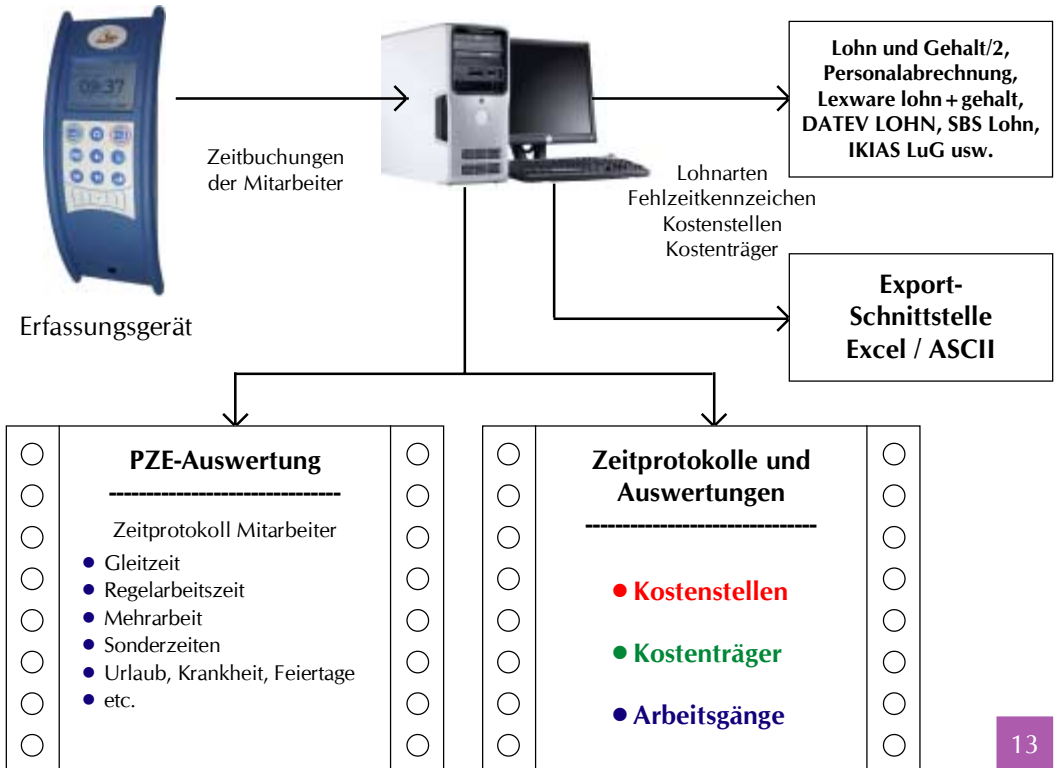 09:37
Zeitbuchungen
der Mitarbeiter
Erfassungsgerät
Lohn und Gehalt/2,
Personalabrechnung,
Lexware lohn+gehalt,
DATEV LOHN, SBS Lohn,
IKIAS LuG usw.
Lohnarten
Fehlzeitkennzeichen
Kostenstellen
Kostenträger
Export-
Schnittstelle
Excel / ASCII
PZE-Auswertung
-------------------------------
Zeitprotokoll Mitarbeiter
• Gleitzeit
• Regelarbeitszeit
• Mehrarbeit
• Sonderzeiten
• Urlaub, Krankheit, Feiertage
• etc.
Zeitprotokolle und
Auswertungen
-------------------------------
• Kostenstellen
• Kostenträger
• Arbeitsgänge
13